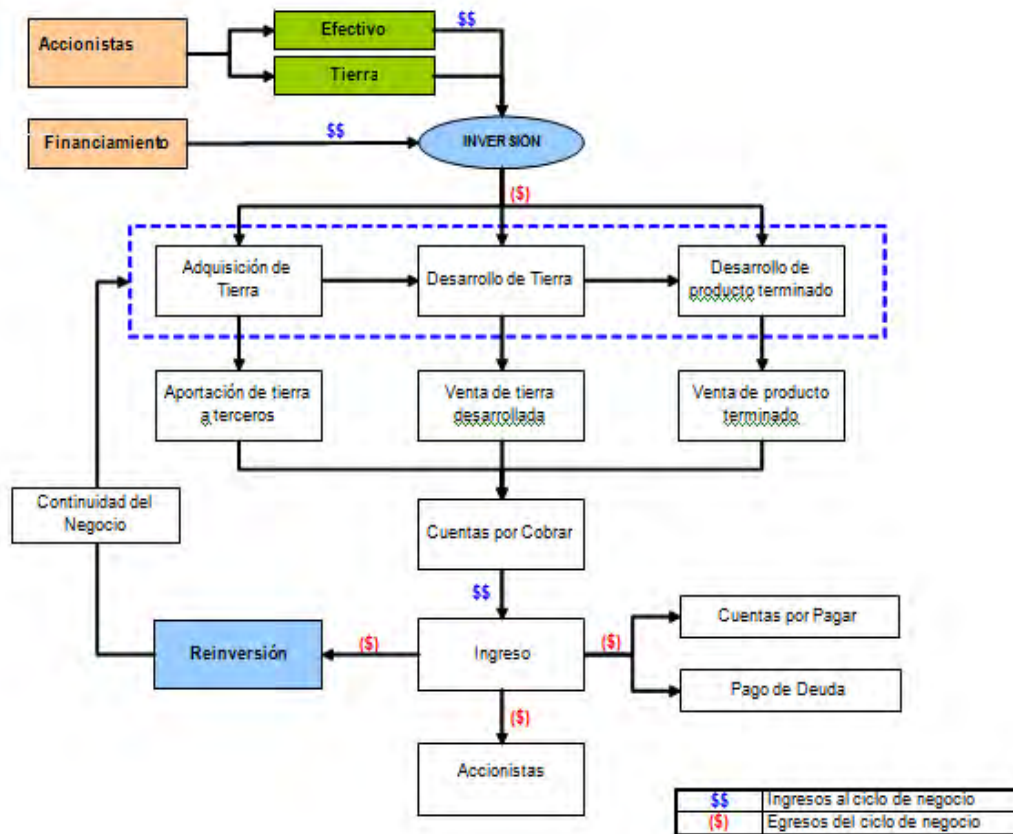 $$
Efectivo
Accionistas
Tierra
$$
Financiamiento
INVERSIÓN
($)
Adquisición de
Tierra
Desarrollo de Tierra
Desarrollo de
producto terminado
Aportación de tierra
a terceros
Venta de tierra
desarrollada
Venta de producto
terminado
Continuidad del
Negocio
Cuentas por Cobrar
$$
Cuentas por Pagar
Reinversión
($)
Ingreso
($)
Pago de Deuda
($)
Accionistas
$$ Ingresos al ciclo de negocio
($) Egresos del ciclo de negocio